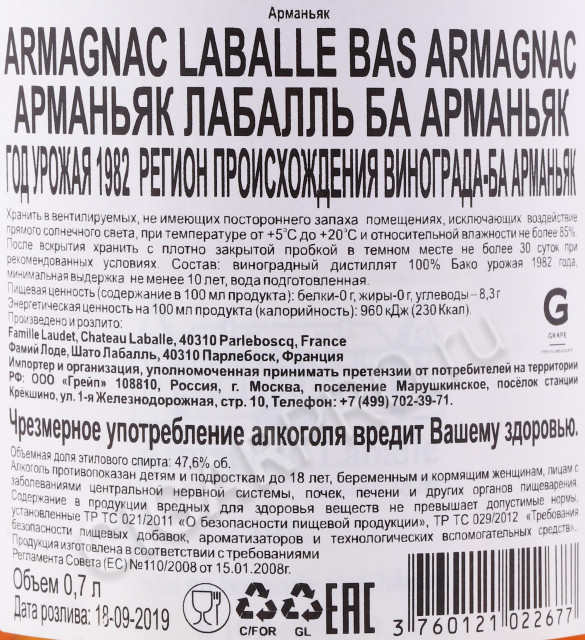 Арманьяк
ARMAGNAC LABALLE BAS ARMAGNAC
АРМАНЬЯК ЛАБАЛЛЬ БА АРМАНЬЯК
ГОД УРОЖАЯ 1982 РЕГИОН ПРОИСХОЖДЕНИЯ ВИНОГРАДА-БА АРМАНЬЯК
Хранить в вентилируемых, не имеющих постороннего запаха помещениях, исключающих воздействие
прямого солнечного света, при температуре от +5°С до +20°С и относительной влажности не более 85%.
После вскрытия хранить с плотно закрытой пробкой в темном месте не более 30 суток при
рекомендованных условиях. Состав: виноградный дистиллят 100% Бако урожая 1982 года,
минимальная выдержка не менее 10 лет, вода подготовленная.
Пищевая ценность (содержание в 100 мл продукта): белки-0 г, жиры-0 г, углеводы – 8,3 г
Энергетическая ценность на 100 мл продукта (калорийность): 960 кДж (230 Ккал).
Произведено и розлито:
Famille Laudet, Chateau Laballe, 40310 Parleboscq, France
Фамий Лоде, Шато Лабалль, 40310 Парлебоск, Франция
Импортер и организация, уполномоченная принимать претензии от потребителей на территории
РФ: ООО «Грейп» 108810, Россия, г. Москва, поселение Марушкинское, посёлок станции
Крёкшино, ул. 1-я Железнодорожная, стр. 10, Телефон: +7 (499) 702-39-71.
G
GRAPE
Чрезмерное употребление алкоголя вредит Вашему здоровью.
Объемная доля этилового спирта: 47,6% об.
Алкоголь противопоказан детям и подросткам до 18 лет, беременным и кормящим женщинам, лицам с
заболеваниями центральной нервной системы, почек, печени и других органов пищеварения.
Содержание в продукции вредных для здоровья веществ не превышает допустимые нормы,
установленные ТР ТС 021/2011 «О безопасности пищевой продукции», ТР ТС 029/2012 «Требования
безопасности пищевых добавок, ароматизаторов и технологических вспомогательных средств».
Продукция изготовлена в соответствии с требованиями
Регламента Совета (ЕС) №110/2008 от 15.01.2008г.
Объем 0,7 л
Дата розлива: 18-09-2019
C/FOR GL
EAC
3 760121 022677